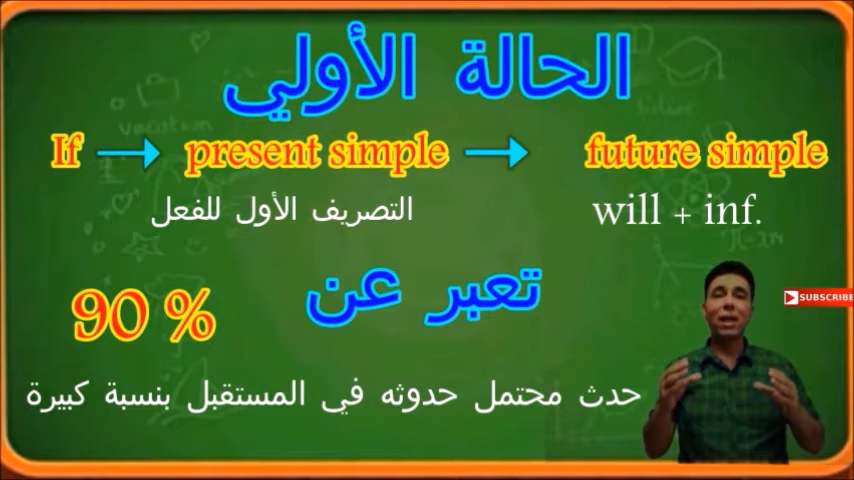 الحالة الأولي
If → present simple → future simple
التصريف الأول للفعل
will + inf.
تعبر عن
90 %
حدث محتمل حدوثه في المستقبل بنسبة كبيرة
SUBSCRIBE
vacation